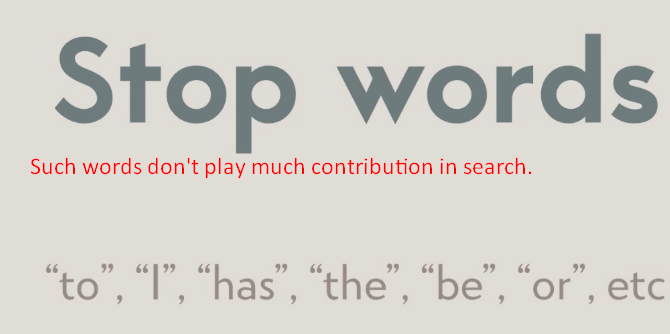 Stop words
Such words don't play much contribution in search.
“to”, “I”, “has”, “the”, “be”, “or”, etc